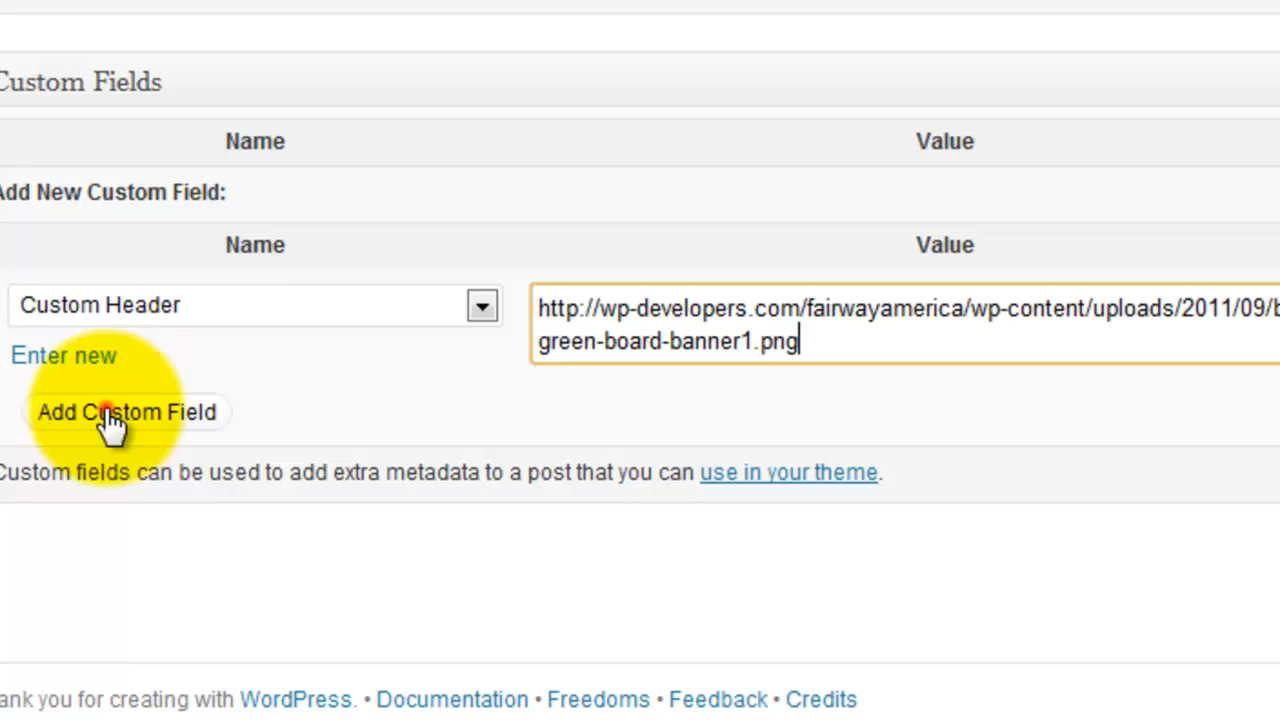 Custom Fields
Name Value
Add New Custom Field:
Name Value
Custom Header http://wp-developers.com/fairwayamerica/wp-content/uploads/2011/09/b
green-board-banner1.png
Enter new
Add Custom Field
Custom fields can be used to add extra metadata to a post that you can use in your theme.
ank you for creating with WordPress. • Documentation • Freedoms • Feedback • Credits